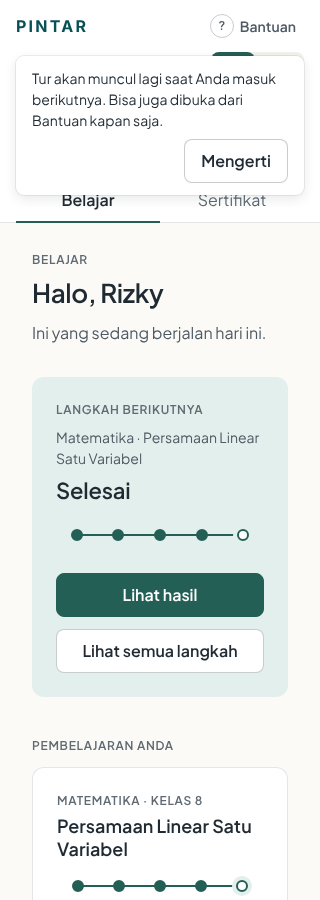 PINTAR
? Bantuan
Tur akan muncul lagi saat Anda masuk
berikutnya. Bisa juga dibuka dari
Bantuan kapan saja.
Mengerti
Belajar Sertifikat
BELAJAR
Halo, Rizky
Ini yang sedang berjalan hari ini.
LANGKAH BERIKUTNYA
Matematika · Persamaan Linear
Satu Variabel
Selesai
Lihat hasil
Lihat semua langkah
PEMBELAJARAN ANDA
MATEMATIKA · KELAS 8
Persamaan Linear Satu
Variabel